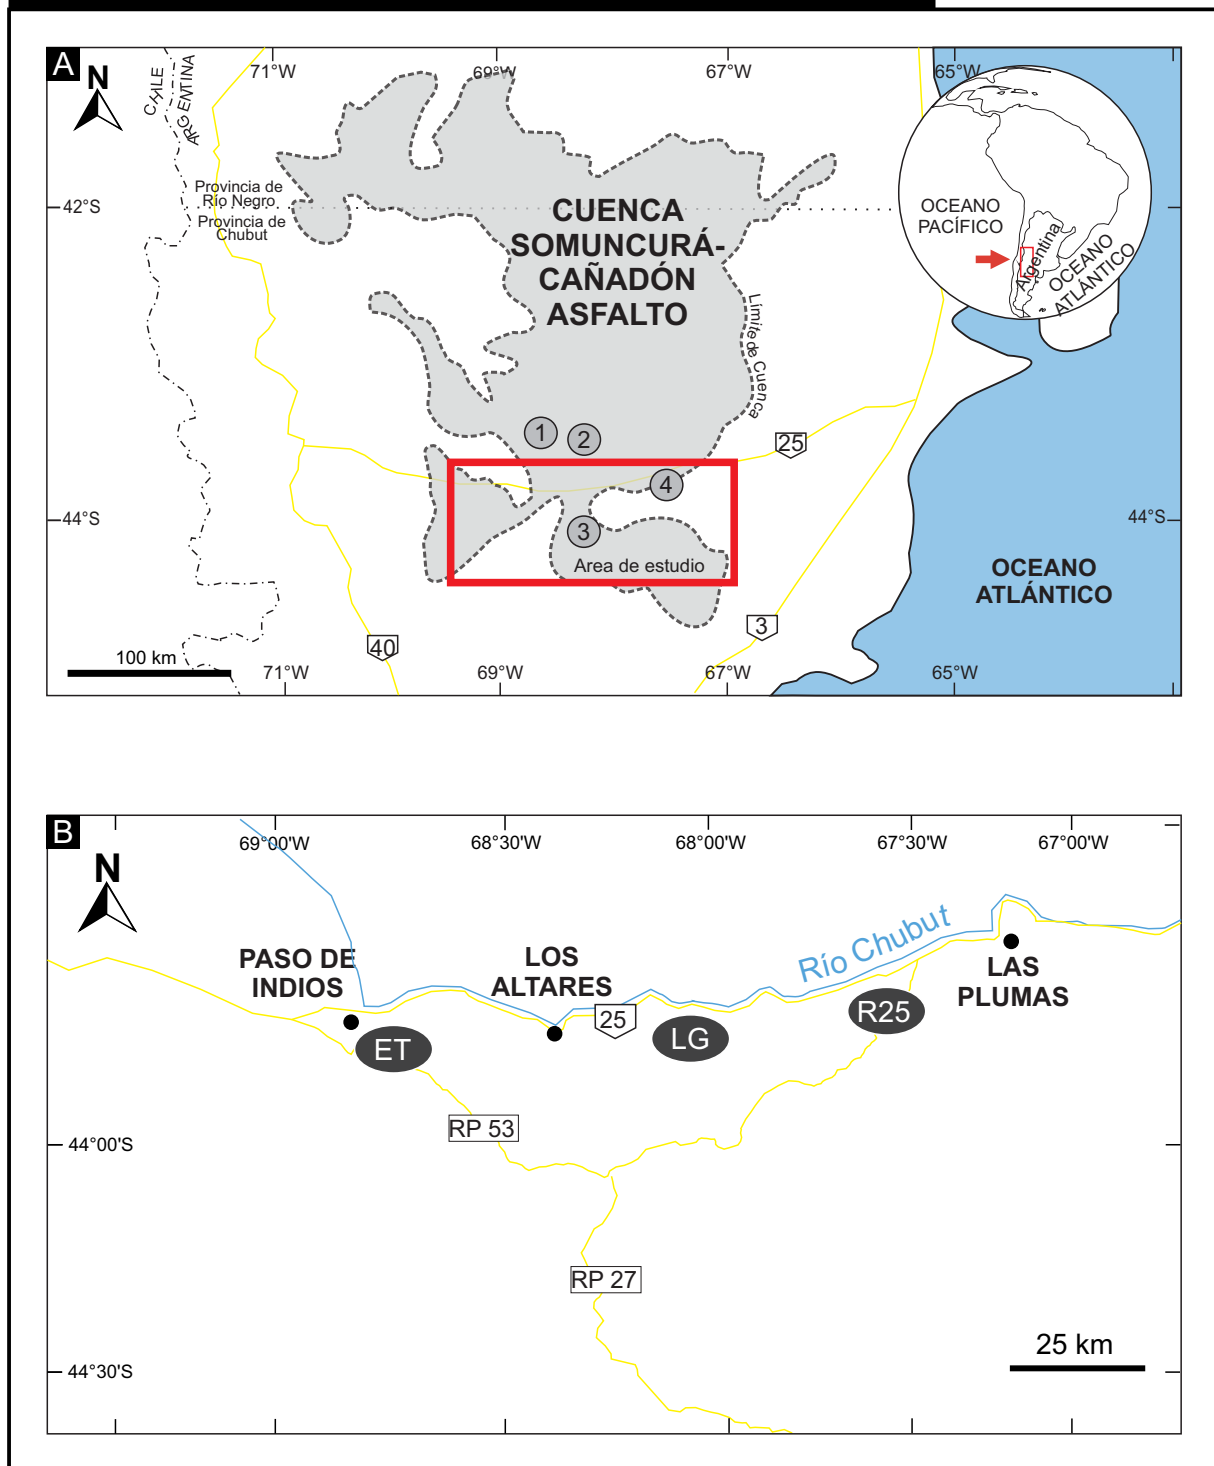 A
N
CHILE
ARGENTINA
71°W
69°W
67°W
65°W
Provincia de
Río Negro
Provincia de
Chubut
42°S
CUENCA
SOMUNCURÁ-
CAÑADÓN
ASFALTO
Límite de Cuenca
OCEANO
PACÍFICO
Argentina
OCEANO
ATLÁNTICO
1
2
25
4
3
44°S
44°S
Area de estudio
OCEANO
ATLÁNTICO
3
40
100 km
71°W
69°W
67°W
65°W
B
N
69°00'W
68°30'W
68°00'W
67°30'W
67°00'W
PASO DE
INDIOS
LOS
ALTARES
Río Chubut
LAS
PLUMAS
25
ET
LG
R25
RP 53
44°00'S
RP 27
25 km
44°30'S